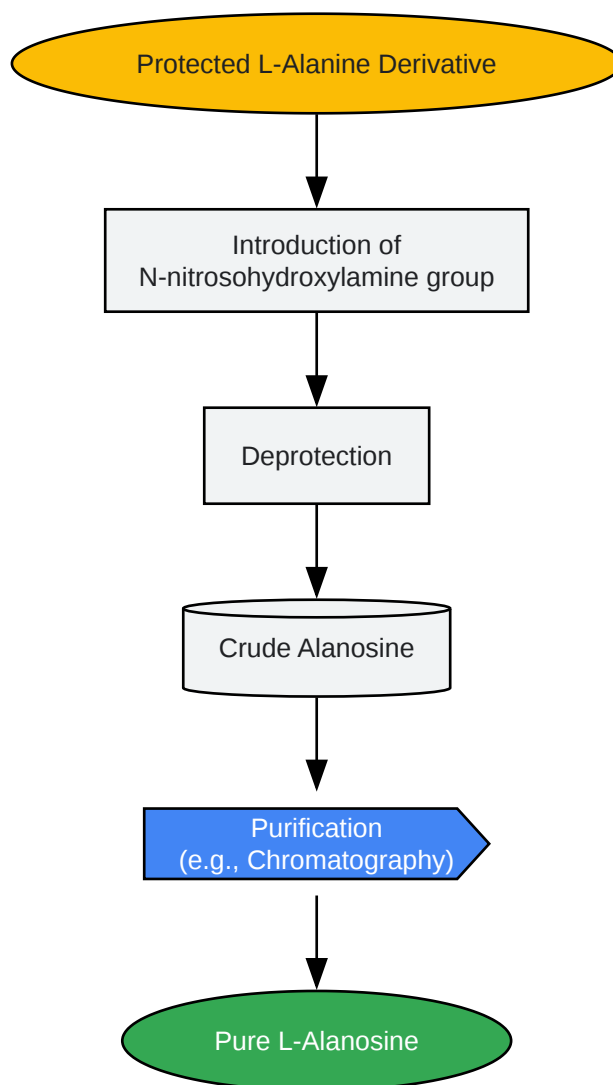 Protected L-Alanine Derivative
Introduction of
N-nitrosohydroxylamine group
Deprotection
Crude Alanosine
Purification
(e.g., Chromatography)
Pure L-Alanosine